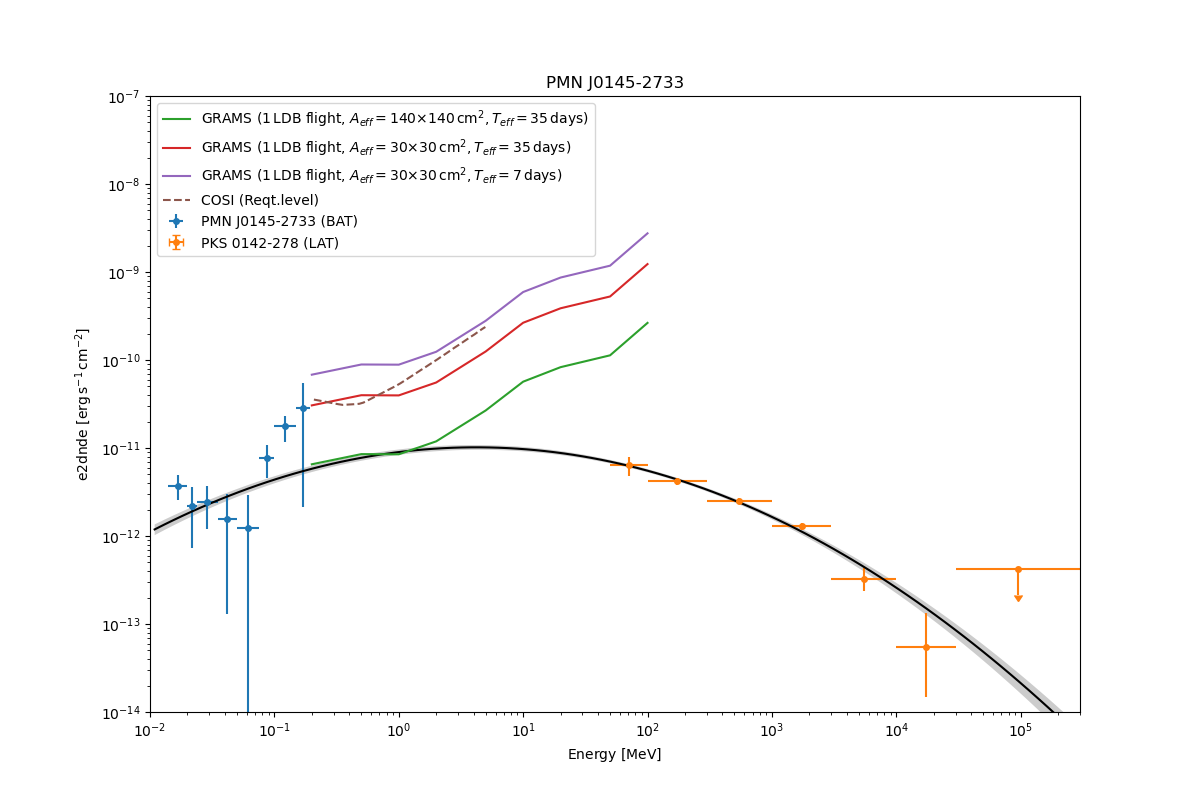 PMN J0145-2733
GRAMS (1 LDB flight, A_eff = 140×140 cm², T_eff = 35 days)
GRAMS (1 LDB flight, A_eff = 30×30 cm², T_eff = 35 days)
GRAMS (1 LDB flight, A_eff = 30×30 cm², T_eff = 7 days)
COSI (Reqt.level)
PMN J0145-2733 (BAT)
PKS 0142-278 (LAT)
e2dnde [erg s⁻¹ cm⁻²]
10⁻⁷
10⁻⁸
10⁻⁹
10⁻¹⁰
10⁻¹¹
10⁻¹²
10⁻¹³
10⁻¹⁴
10⁻² 10⁻¹ 10⁰ 10¹ 10² 10³ 10⁴ 10⁵
Energy [MeV]